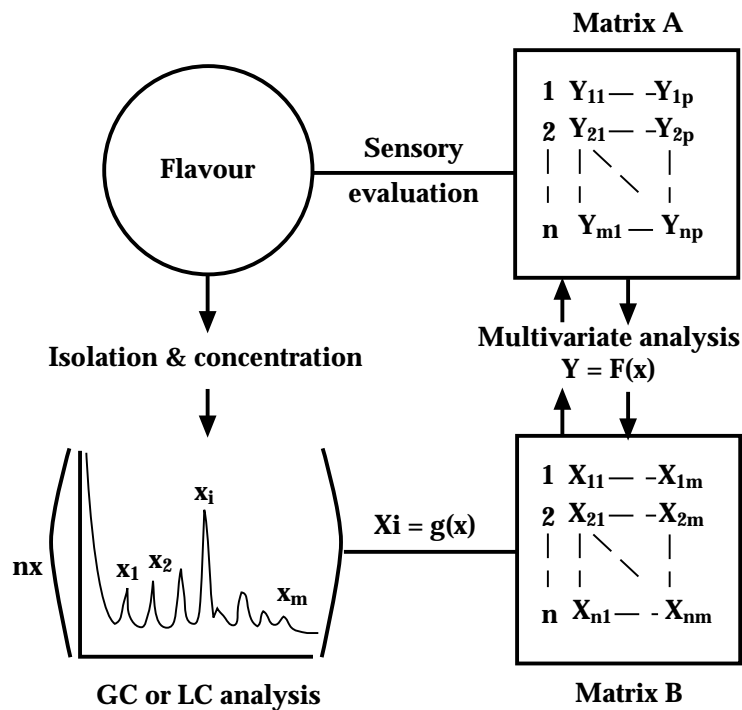 Matrix A
1 Y₁₁— -Y₁ₚ
2 Y₂₁— -Y₂ₚ
n Yₘ₁— Yₙₚ
Flavour
Sensory
evaluation
Isolation & concentration
Multivariate analysis
Y = F(x)
nx
x₁
x₂
xᵢ
xₘ
GC or LC analysis
Xi = g(x)
1 X₁₁— -X₁ₘ
2 X₂₁— -X₂ₘ
n Xₙ₁— - Xₙₘ
Matrix B